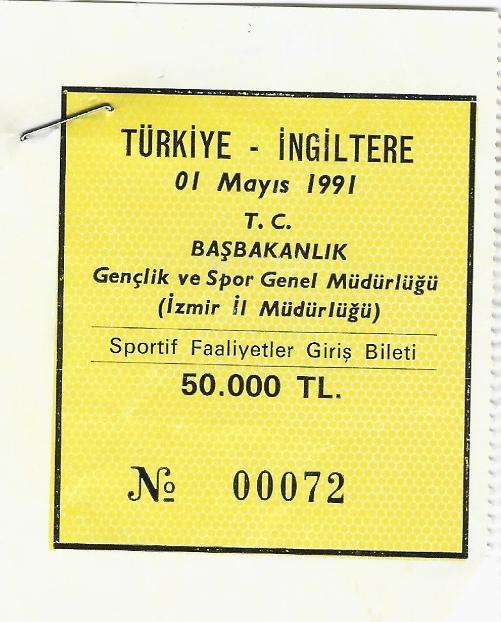 TÜRKİYE - İNGİLTERE
01 Mayıs 1991
T. C.
BAŞBAKANLIK
Gençlik ve Spor Genel Müdürlüğü
(İzmir İl Müdürlüğü)
Sportif Faaliyetler Giriş Bileti
50.000 TL.
№ 00072